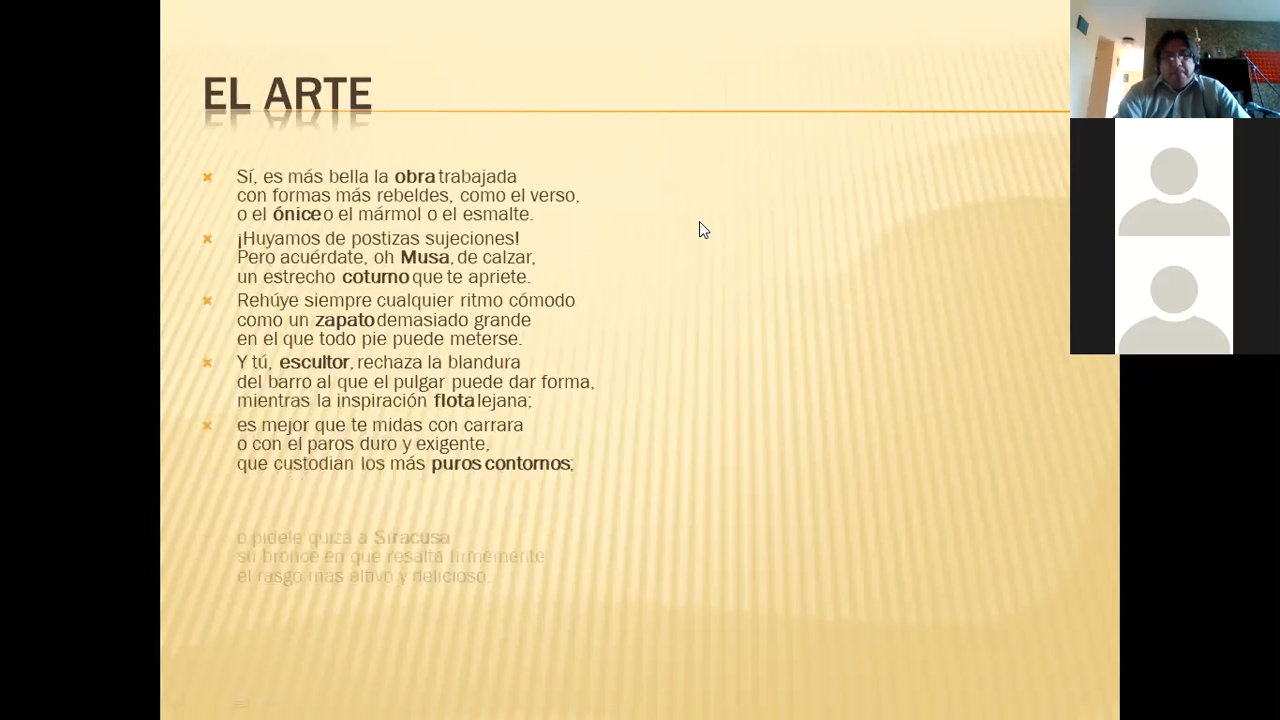 EL ARTE
Sí, es más bella la obra trabajada
con formas más rebeldes, como el verso,
o el ónice o el mármol o el esmalte.
¡Huyamos de postizas sujeciones!
Pero acuérdate, oh Musa, de calzar,
un estrecho coturno que te apriete.
Rehúye siempre cualquier ritmo cómodo
como un zapato demasiado grande
en el que todo pie puede meterse.
Y tú, escultor, rechaza la blandura
del barro al que el pulgar puede dar forma,
mientras la inspiración flota lejana;
es mejor que te midas con carrara
o con el paros duro y exigente,
que custodian los más puros contornos;
o pídele quizá a Siracusa
su bronce en que resalta firmemente
el rasgo más altivo y delicioso.